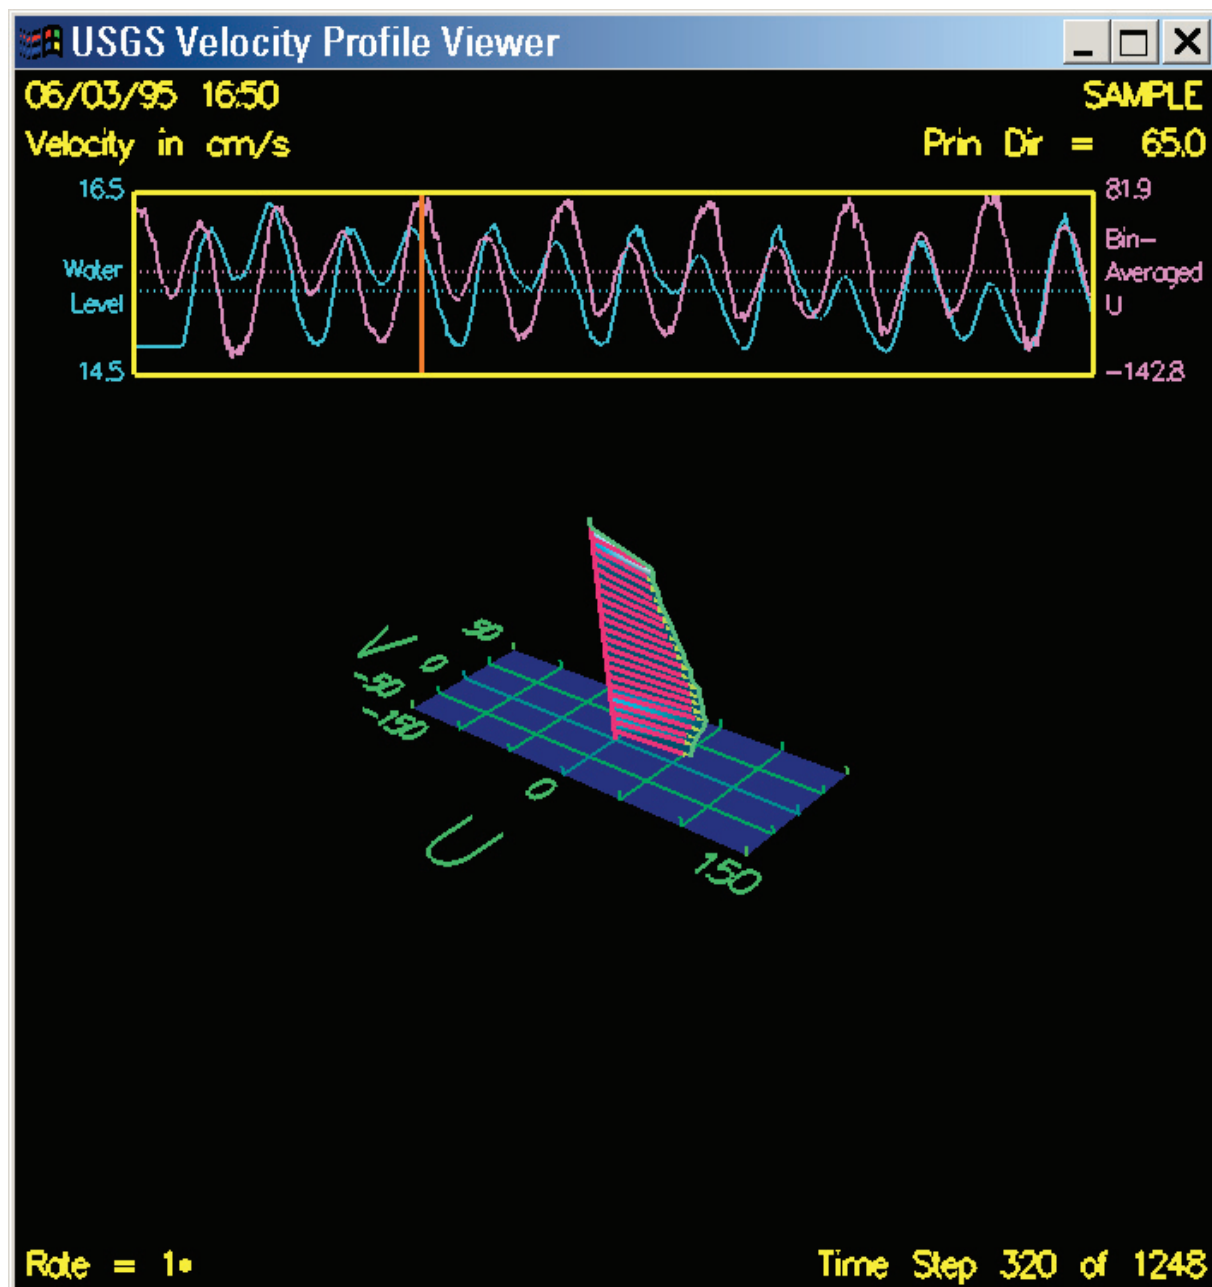 USGS Velocity Profile Viewer
06/03/95 16:50 SAMPLE
Velocity in cm/s Prin Dir = 65.0
16.5 81.9
Water Level
Bin-
Averaged
U
14.5 -142.8
V
50
0
-50
-150
0
U
150
Rate = 1
Time Step 320 of 1248